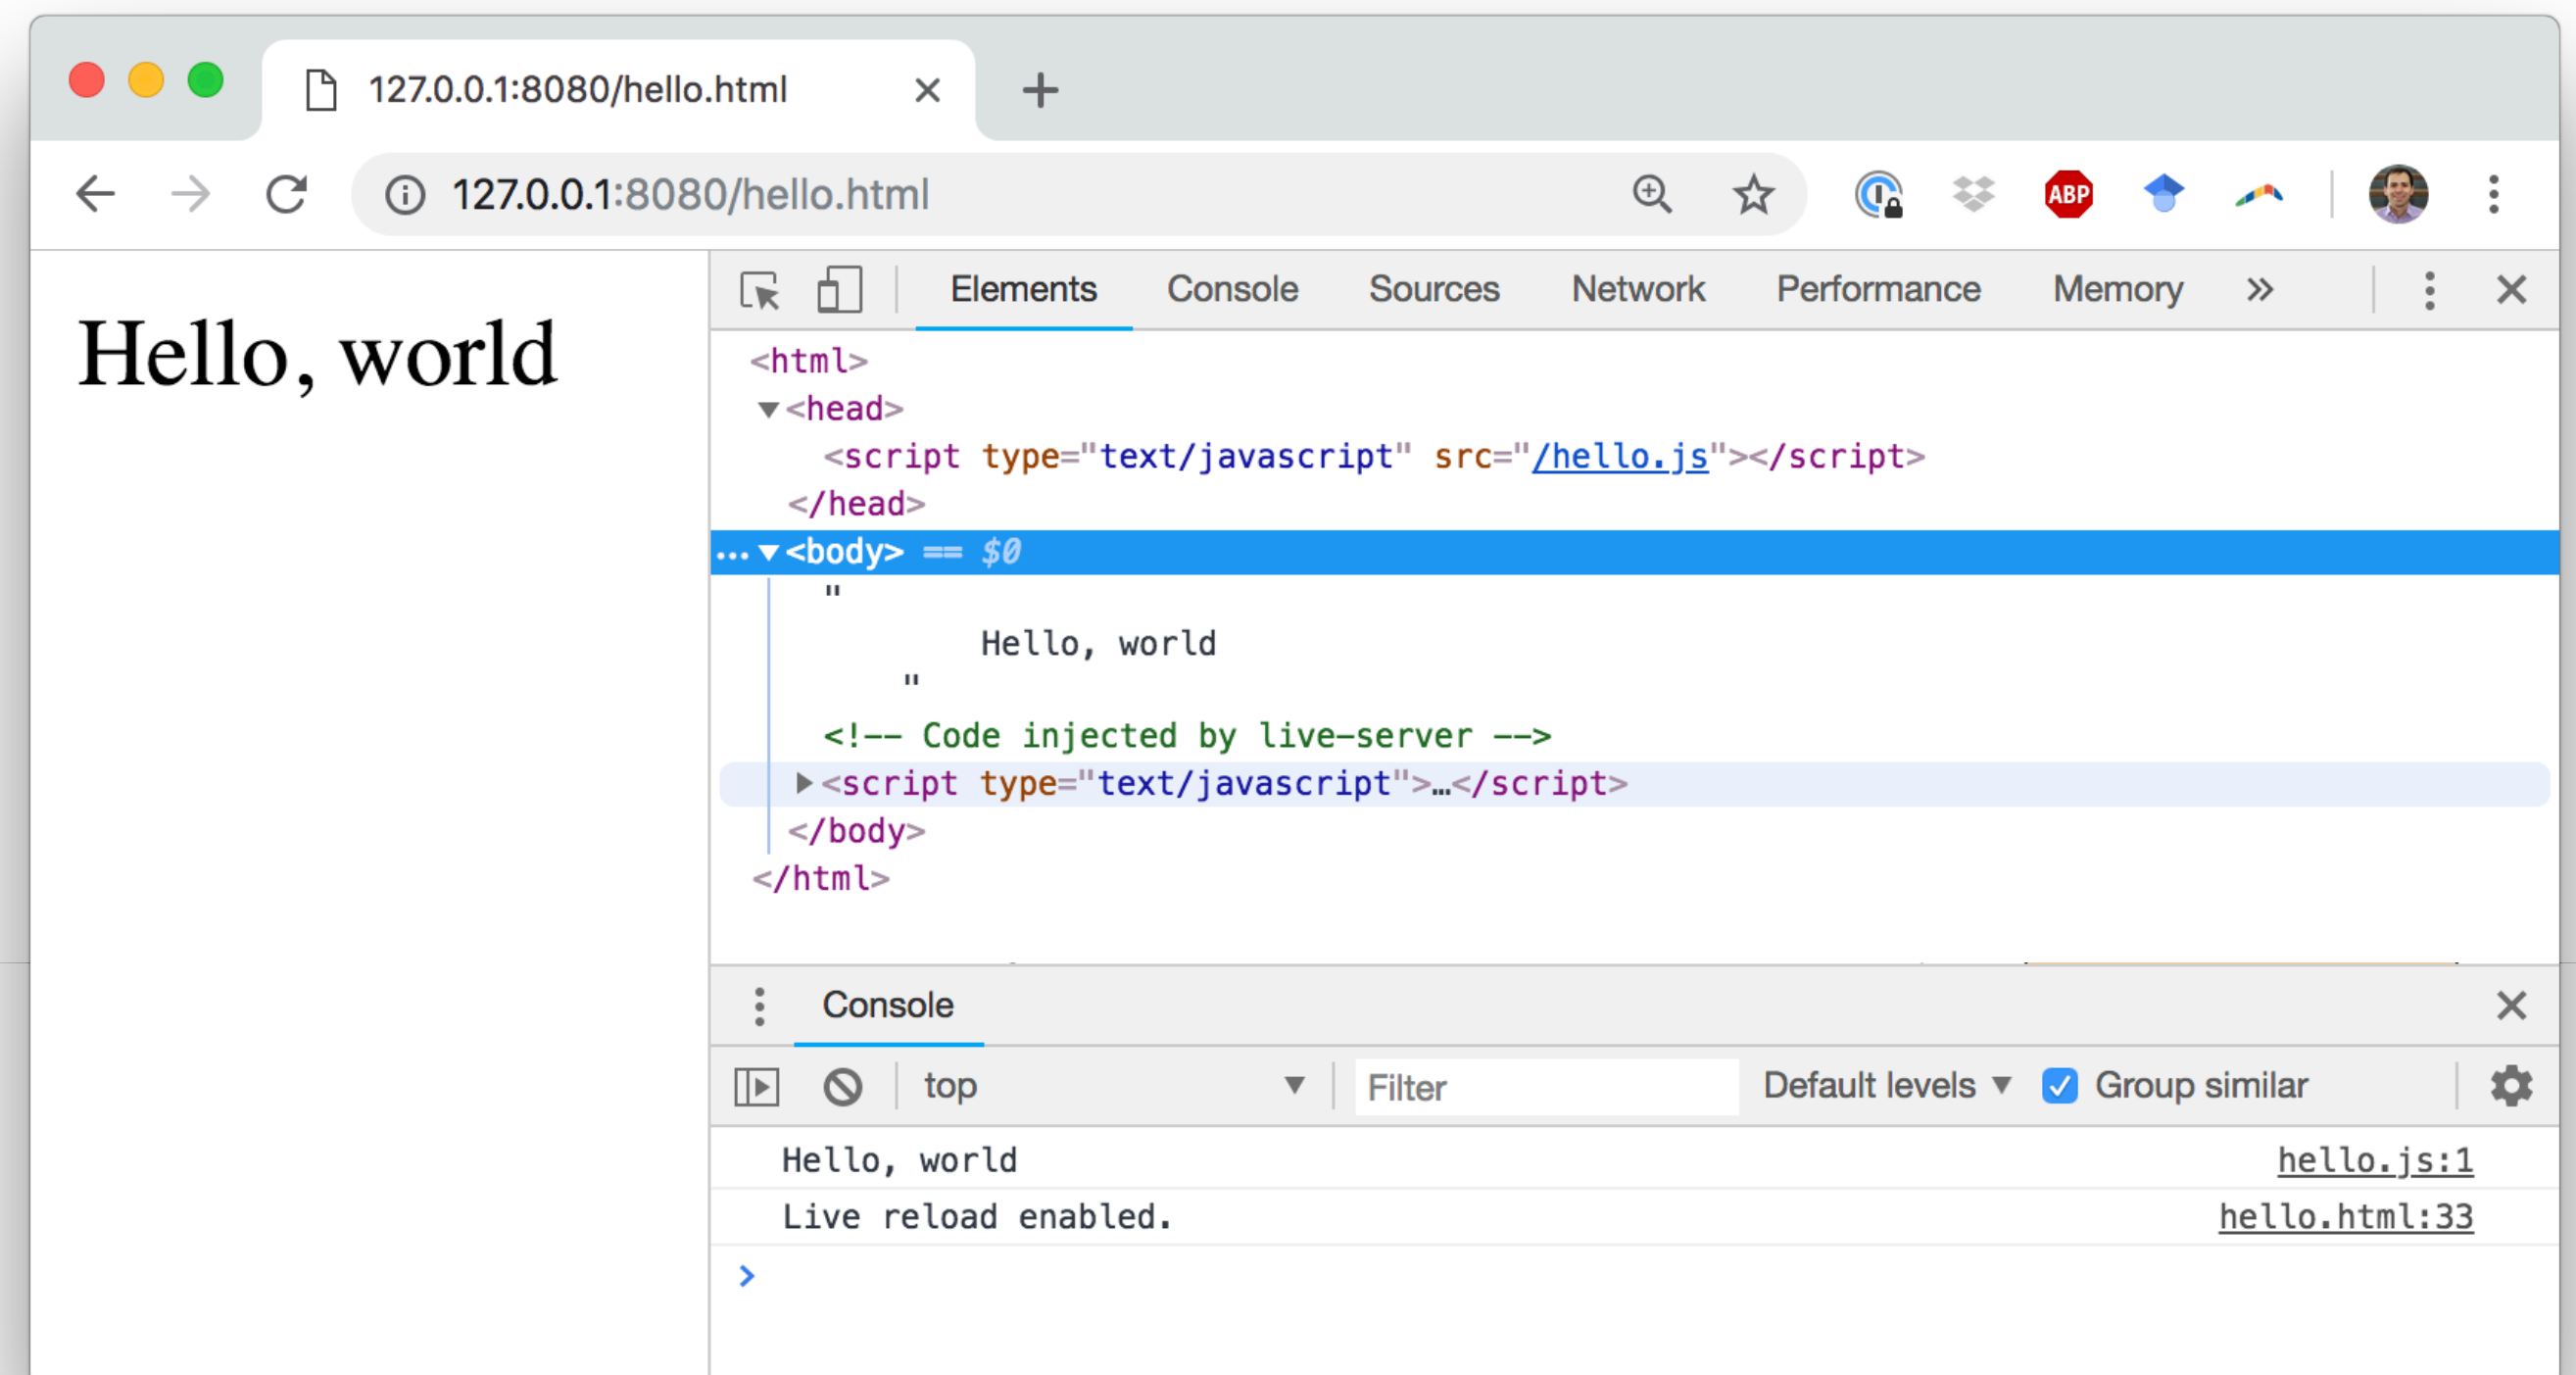 127.0.0.1:8080/hello.html
127.0.0.1:8080/hello.html
ABP
Hello, world
Elements Console Sources Network Performance Memory »
<html>
<head>
<script type="text/javascript" src="/hello.js"></script>
</head>
… <body> == $0
"
Hello, world
"
<!-- Code injected by live-server -->
<script type="text/javascript">…</script>
</body>
</html>
Console
top Filter Default levels Group similar
Hello, world hello.js:1
Live reload enabled. hello.html:33
>